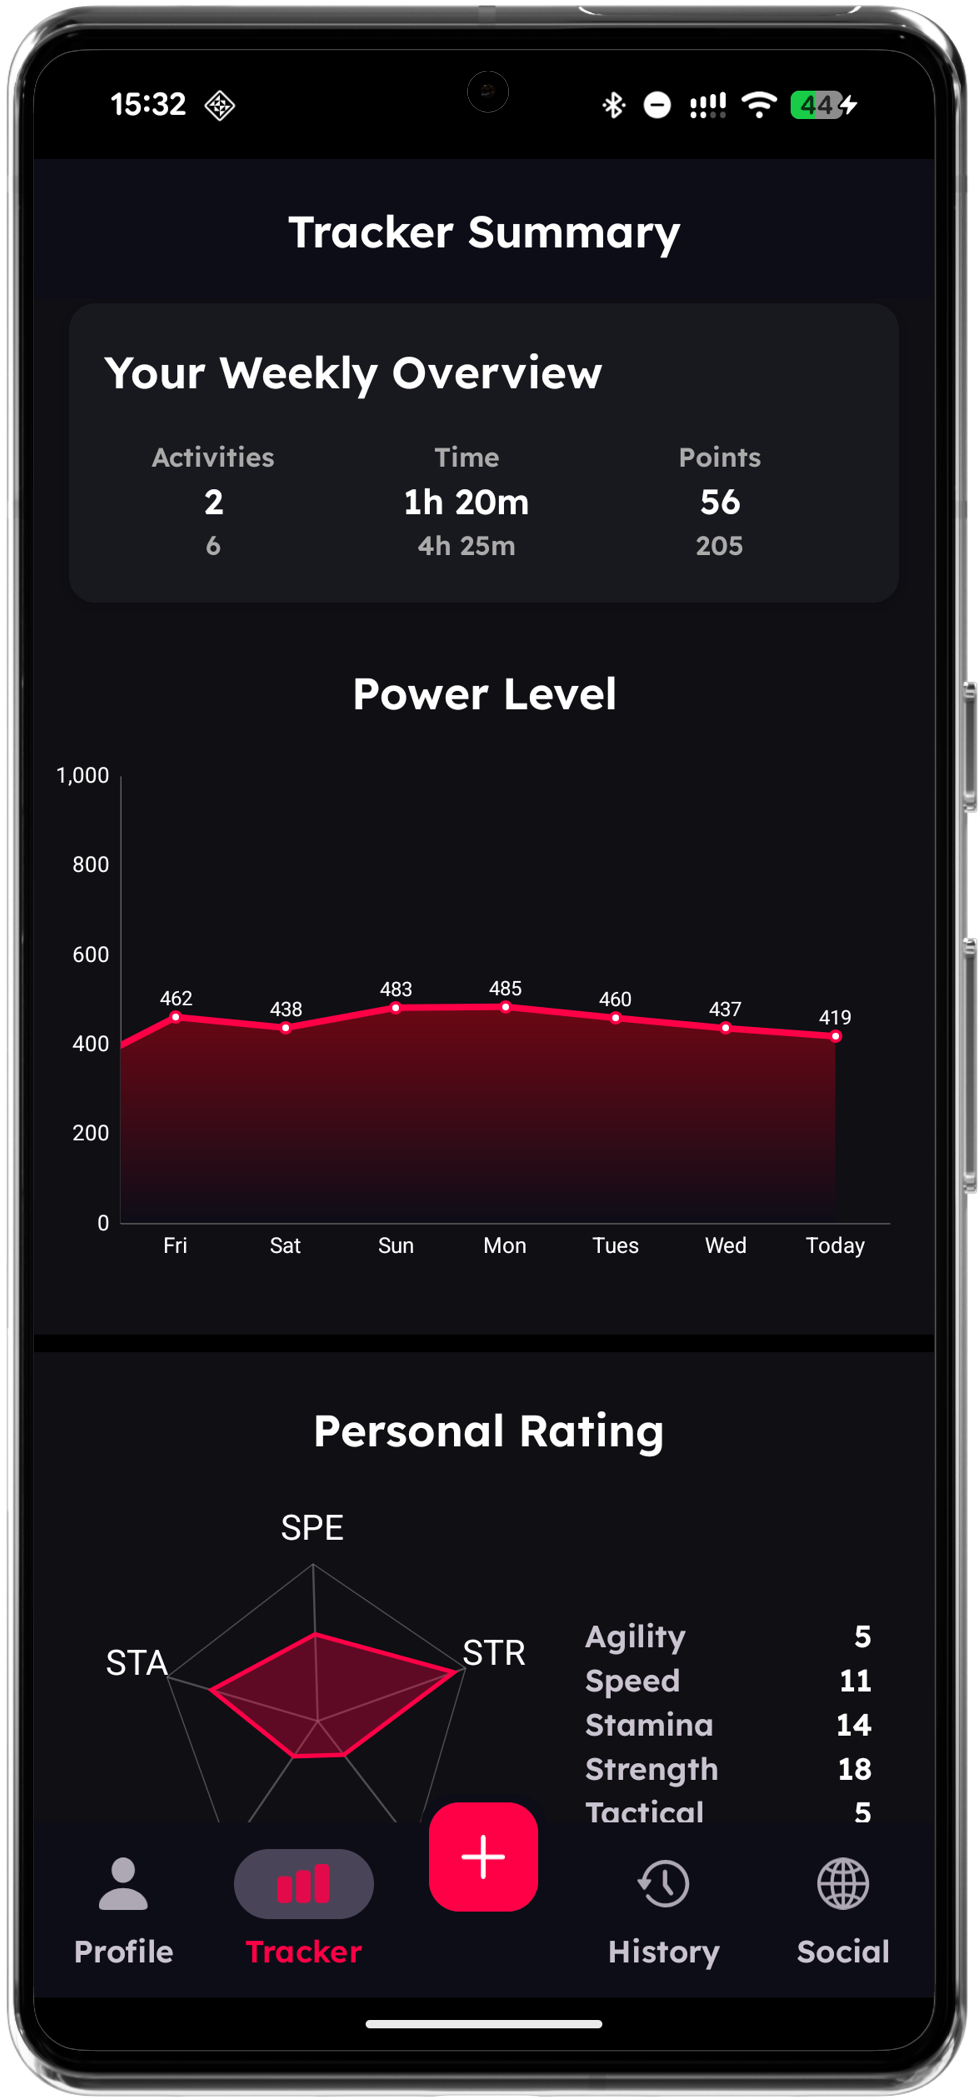 15:32 44
Tracker Summary
Your Weekly Overview
Activities Time Points
2 1h 20m 56
6 4h 25m 205
Power Level
1,000
800
600
400
200
0
462 438 483 485 460 437 419
Fri Sat Sun Mon Tues Wed Today
Personal Rating
SPE
STA
STR
Agility 5
Speed 11
Stamina 14
Strength 18
Tactical 5
Profile Tracker History Social